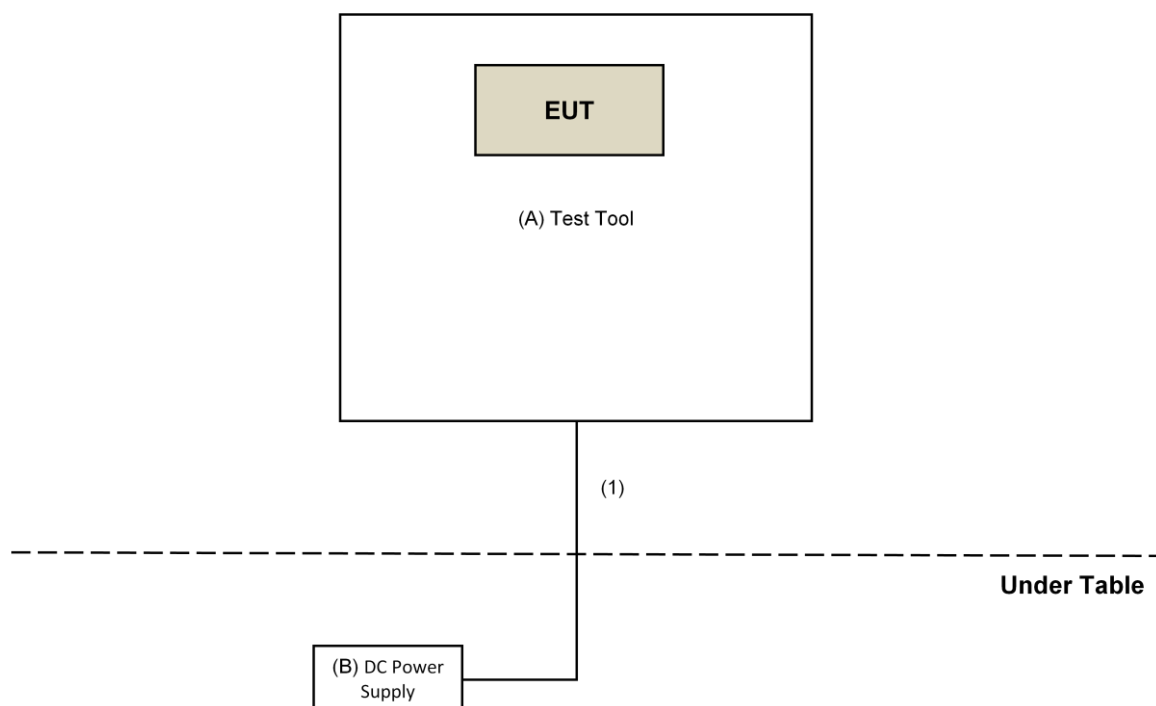 EUT
(A) Test Tool
(1)
Under Table
(B) DC Power
Supply